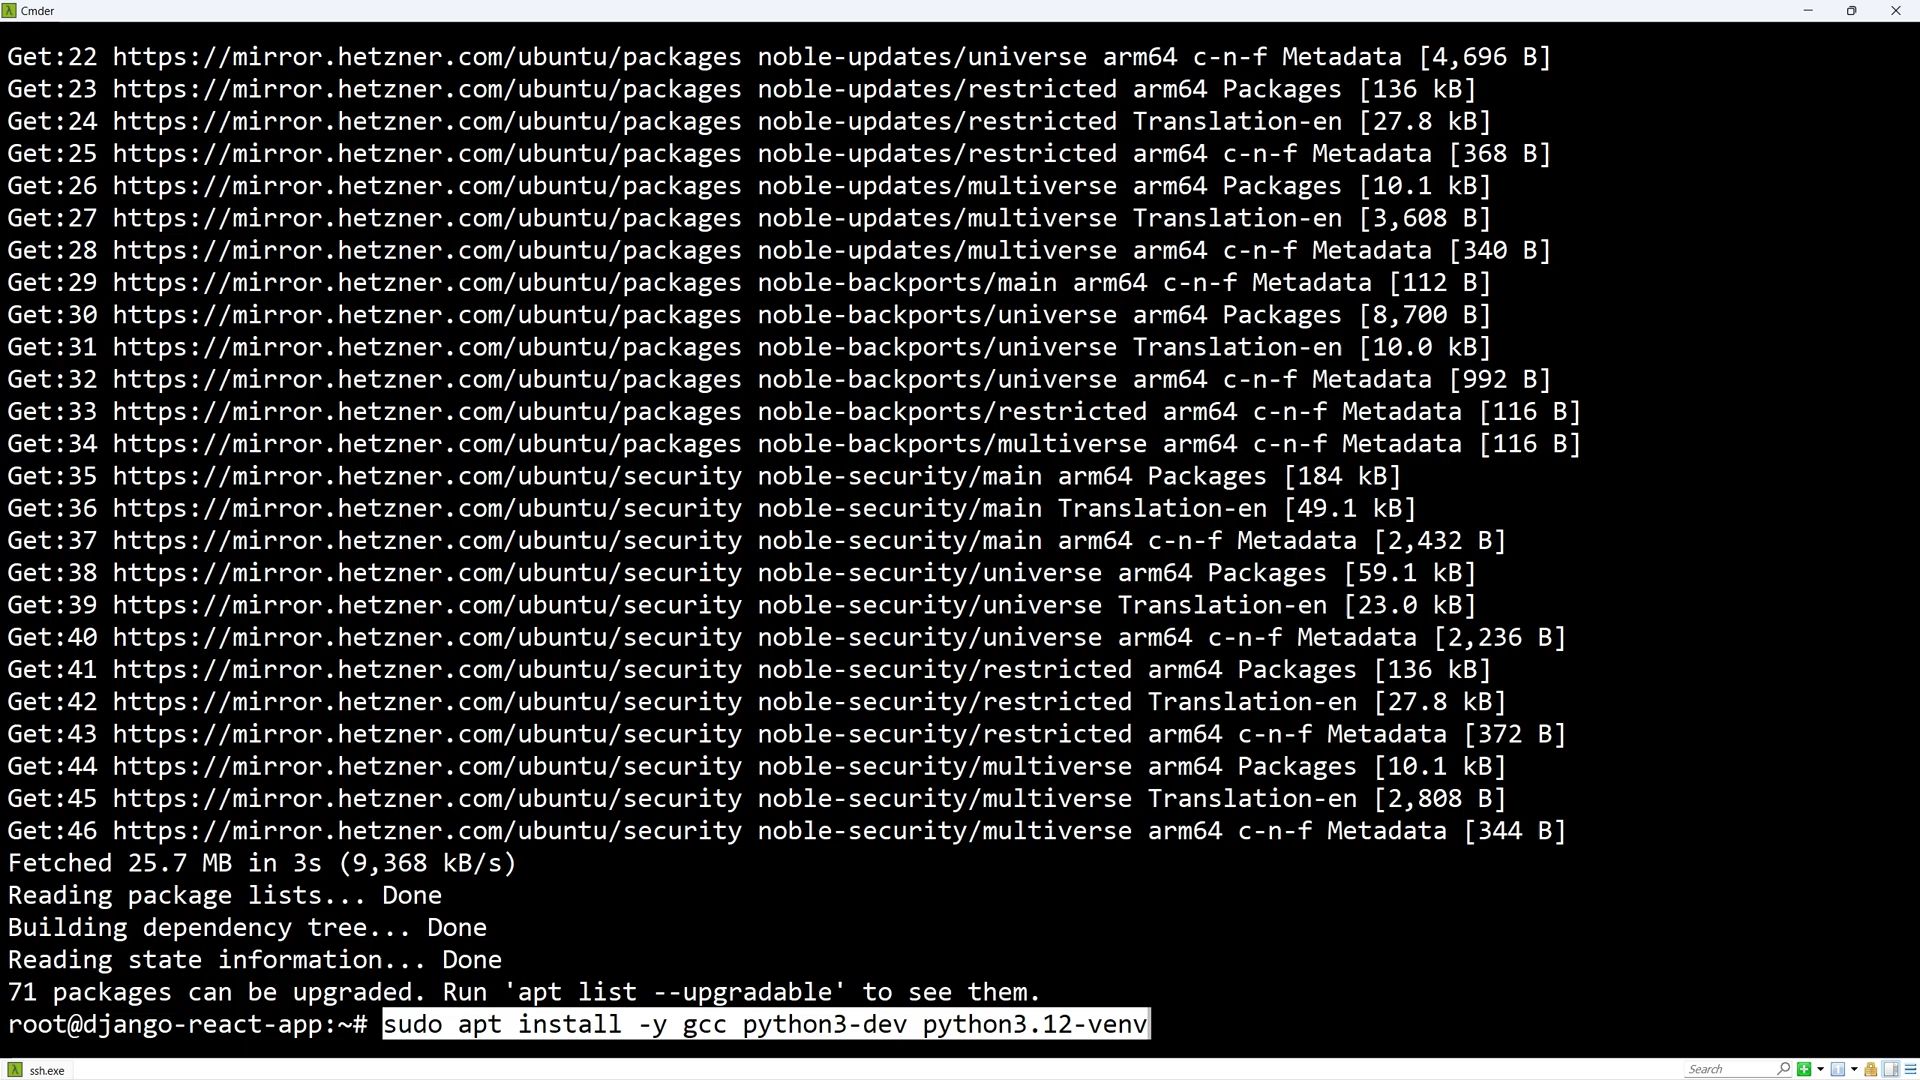 Cmder
Get:22 https://mirror.hetzner.com/ubuntu/packages noble-updates/universe arm64 c-n-f Metadata [4,696 B]
Get:23 https://mirror.hetzner.com/ubuntu/packages noble-updates/restricted arm64 Packages [136 kB]
Get:24 https://mirror.hetzner.com/ubuntu/packages noble-updates/restricted Translation-en [27.8 kB]
Get:25 https://mirror.hetzner.com/ubuntu/packages noble-updates/restricted arm64 c-n-f Metadata [368 B]
Get:26 https://mirror.hetzner.com/ubuntu/packages noble-updates/multiverse arm64 Packages [10.1 kB]
Get:27 https://mirror.hetzner.com/ubuntu/packages noble-updates/multiverse Translation-en [3,608 B]
Get:28 https://mirror.hetzner.com/ubuntu/packages noble-updates/multiverse arm64 c-n-f Metadata [340 B]
Get:29 https://mirror.hetzner.com/ubuntu/packages noble-backports/main arm64 c-n-f Metadata [112 B]
Get:30 https://mirror.hetzner.com/ubuntu/packages noble-backports/universe arm64 Packages [8,700 B]
Get:31 https://mirror.hetzner.com/ubuntu/packages noble-backports/universe Translation-en [10.0 kB]
Get:32 https://mirror.hetzner.com/ubuntu/packages noble-backports/universe arm64 c-n-f Metadata [992 B]
Get:33 https://mirror.hetzner.com/ubuntu/packages noble-backports/restricted arm64 c-n-f Metadata [116 B]
Get:34 https://mirror.hetzner.com/ubuntu/packages noble-backports/multiverse arm64 c-n-f Metadata [116 B]
Get:35 https://mirror.hetzner.com/ubuntu/security noble-security/main arm64 Packages [184 kB]
Get:36 https://mirror.hetzner.com/ubuntu/security noble-security/main Translation-en [49.1 kB]
Get:37 https://mirror.hetzner.com/ubuntu/security noble-security/main arm64 c-n-f Metadata [2,432 B]
Get:38 https://mirror.hetzner.com/ubuntu/security noble-security/universe arm64 Packages [59.1 kB]
Get:39 https://mirror.hetzner.com/ubuntu/security noble-security/universe Translation-en [23.0 kB]
Get:40 https://mirror.hetzner.com/ubuntu/security noble-security/universe arm64 c-n-f Metadata [2,236 B]
Get:41 https://mirror.hetzner.com/ubuntu/security noble-security/restricted arm64 Packages [136 kB]
Get:42 https://mirror.hetzner.com/ubuntu/security noble-security/restricted Translation-en [27.8 kB]
Get:43 https://mirror.hetzner.com/ubuntu/security noble-security/restricted arm64 c-n-f Metadata [372 B]
Get:44 https://mirror.hetzner.com/ubuntu/security noble-security/multiverse arm64 Packages [10.1 kB]
Get:45 https://mirror.hetzner.com/ubuntu/security noble-security/multiverse Translation-en [2,808 B]
Get:46 https://mirror.hetzner.com/ubuntu/security noble-security/multiverse arm64 c-n-f Metadata [344 B]
Fetched 25.7 MB in 3s (9,368 kB/s)
Reading package lists... Done
Building dependency tree... Done
Reading state information... Done
71 packages can be upgraded. Run 'apt list --upgradable' to see them.
root@django-react-app:~# sudo apt install -y gcc python3-dev python3.12-venv
ssh.exe
Search